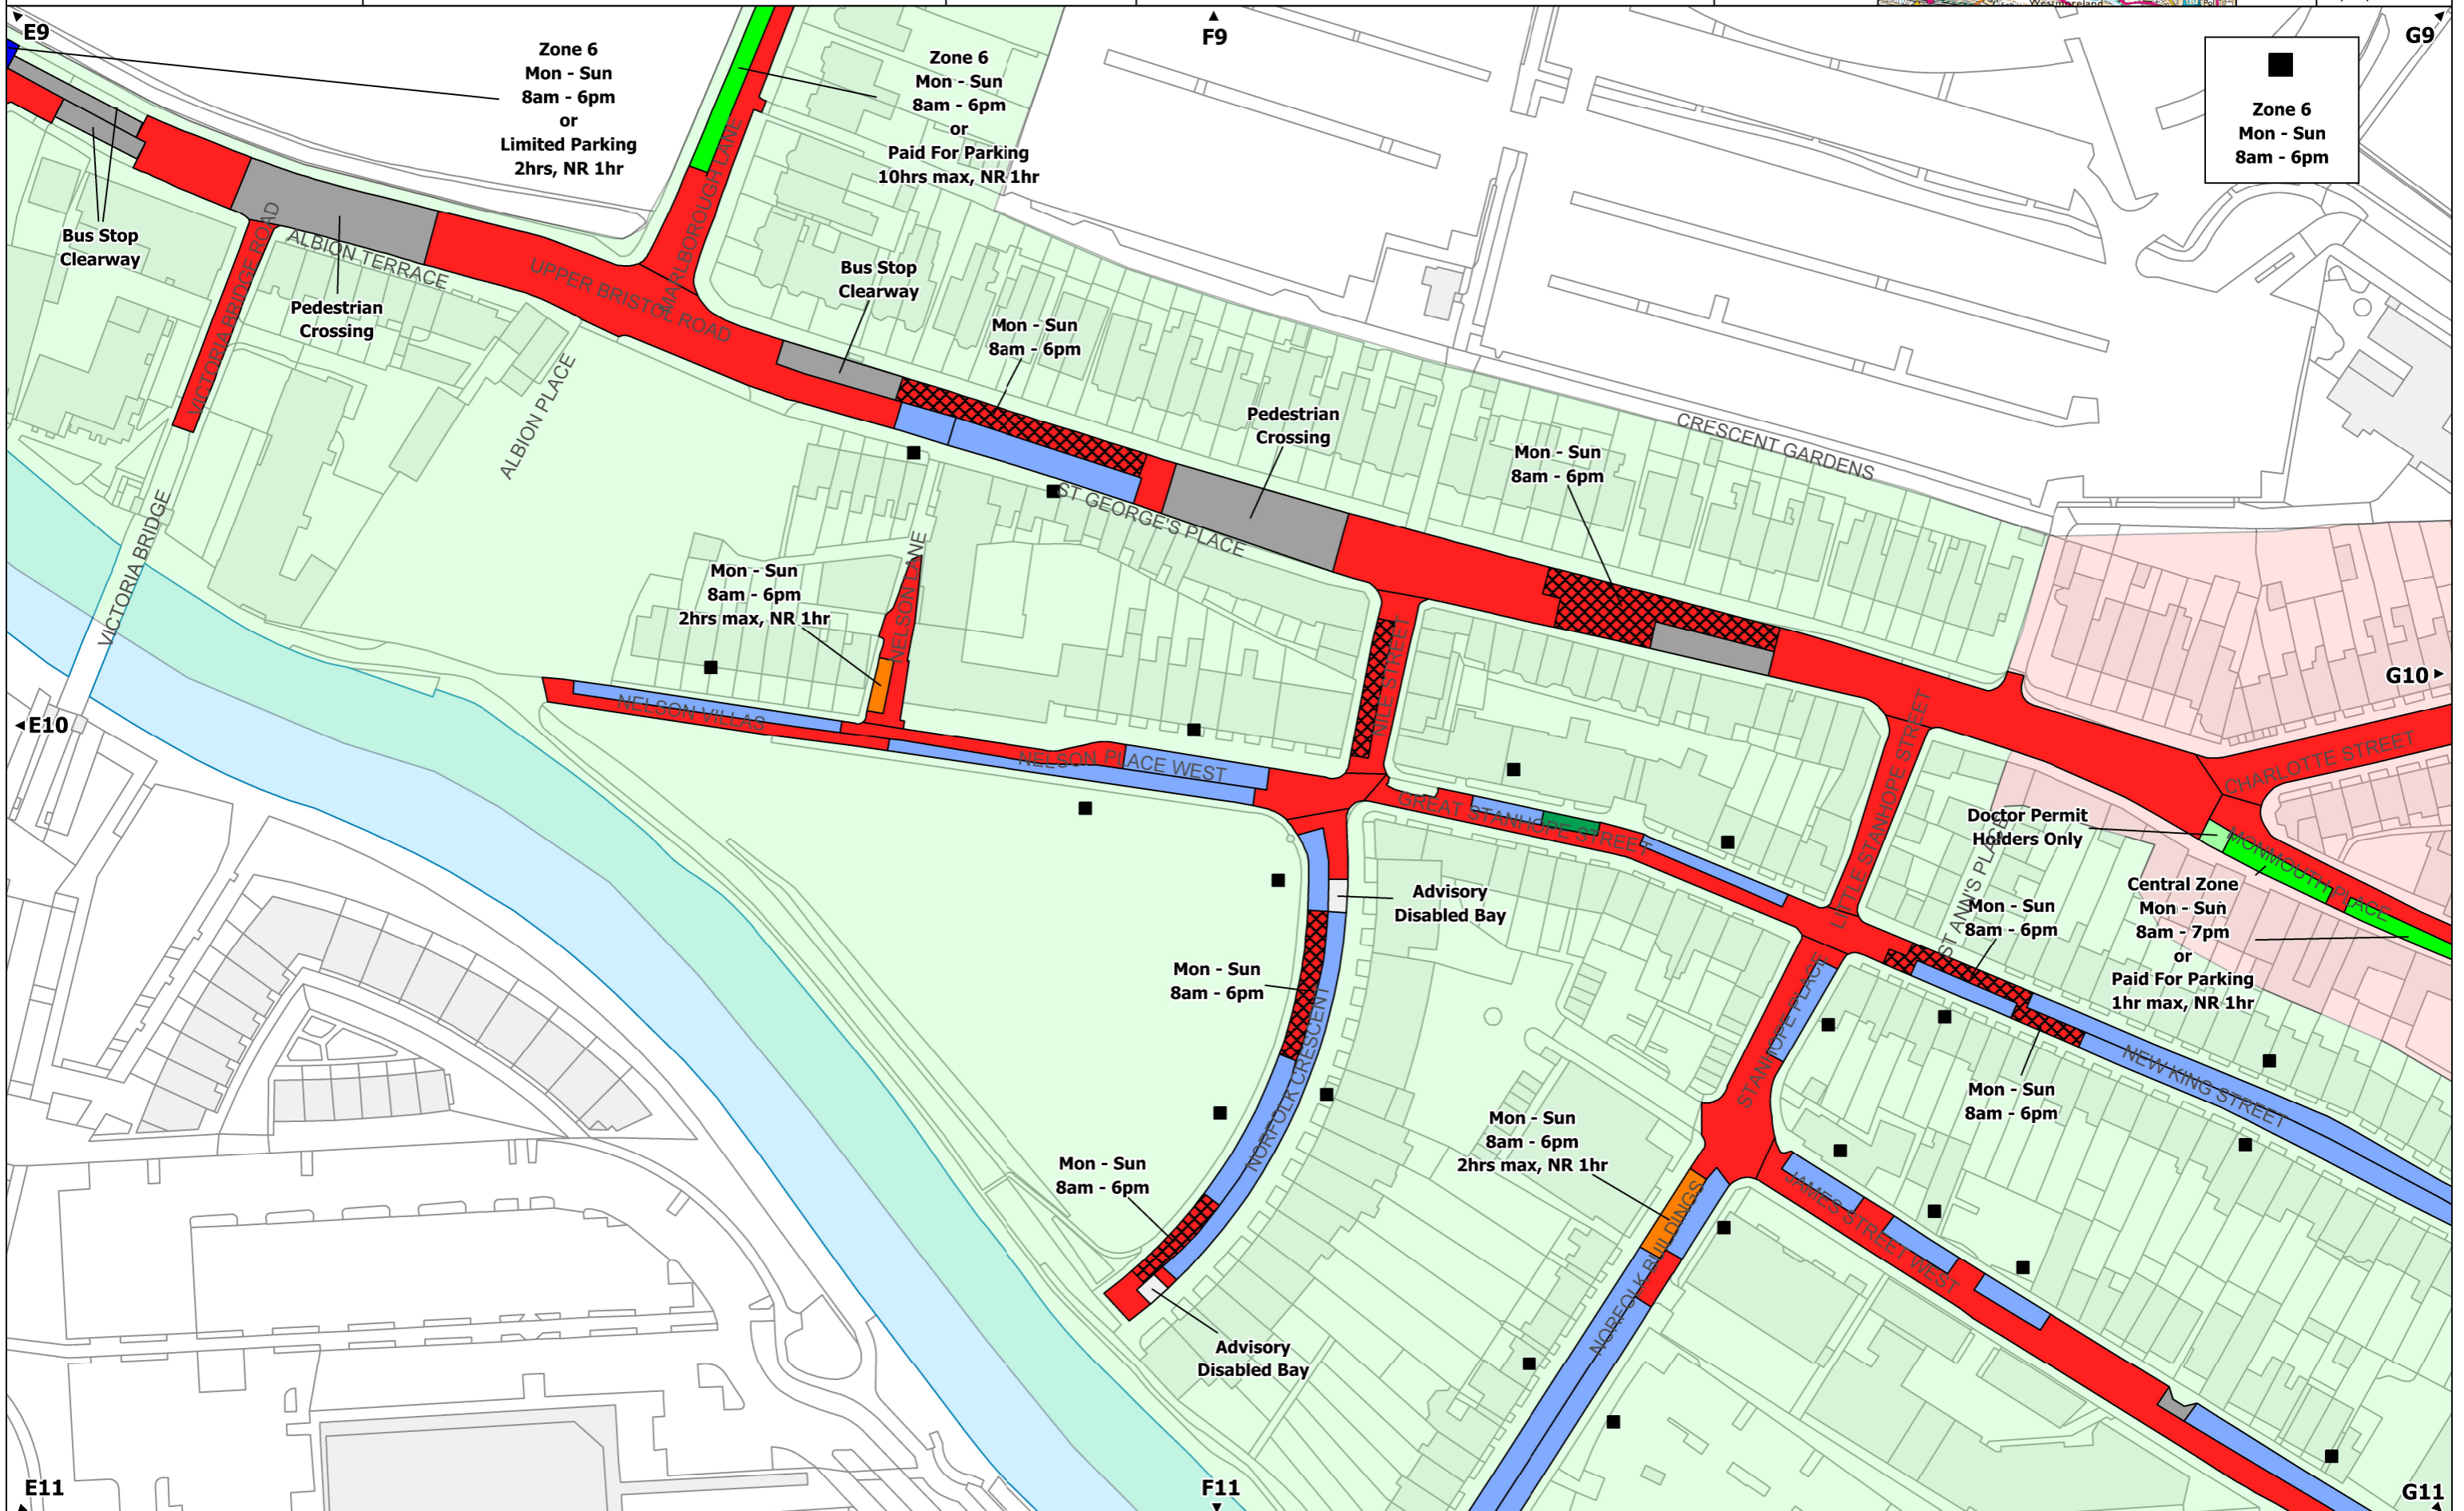 Westmoreland
E9
F9
G9
Zone 6
Mon - Sun
8am - 6pm
or
Limited Parking
2hrs, NR 1hr
Zone 6
Mon - Sun
8am - 6pm
or
Paid For Parking
10hrs max, NR 1hr
Zone 6
Mon - Sun
8am - 6pm
Bus Stop
Clearway
VICTORIA BRIDGE ROAD
ALBION TERRACE
Pedestrian
Crossing
UPPER BRISTOL ROAD
MARLBOROUGH LANE
Bus Stop
Clearway
Mon - Sun
8am - 6pm
Pedestrian
Crossing
Mon - Sun
8am - 6pm
CRESCENT GARDENS
ALBION PLACE
VICTORIA BRIDGE
ST GEORGE'S PLACE
Mon - Sun
8am - 6pm
2hrs max, NR 1hr
NELSON LANE
NELSON VILLAS
NELSON PLACE WEST
NILE STREET
GREAT STANHOPE STREET
LITTLE STANHOPE STREET
G10
E10
CHARLOTTE STREET
Doctor Permit
Holders Only
MONMOUTH PLACE
ST ANN'S PLACE
Central Zone
Mon - Sun
8am - 7pm
or
Paid For Parking
1hr max, NR 1hr
Mon - Sun
8am - 6pm
Advisory
Disabled Bay
Mon - Sun
8am - 6pm
NORFOLK CRESCENT
STANHOPE PLACE
NEW KING STREET
Mon - Sun
8am - 6pm
Mon - Sun
8am - 6pm
2hrs max, NR 1hr
Mon - Sun
8am - 6pm
JAMES STREET WEST
NORFOLK BUILDINGS
Advisory
Disabled Bay
E11
F11
G11